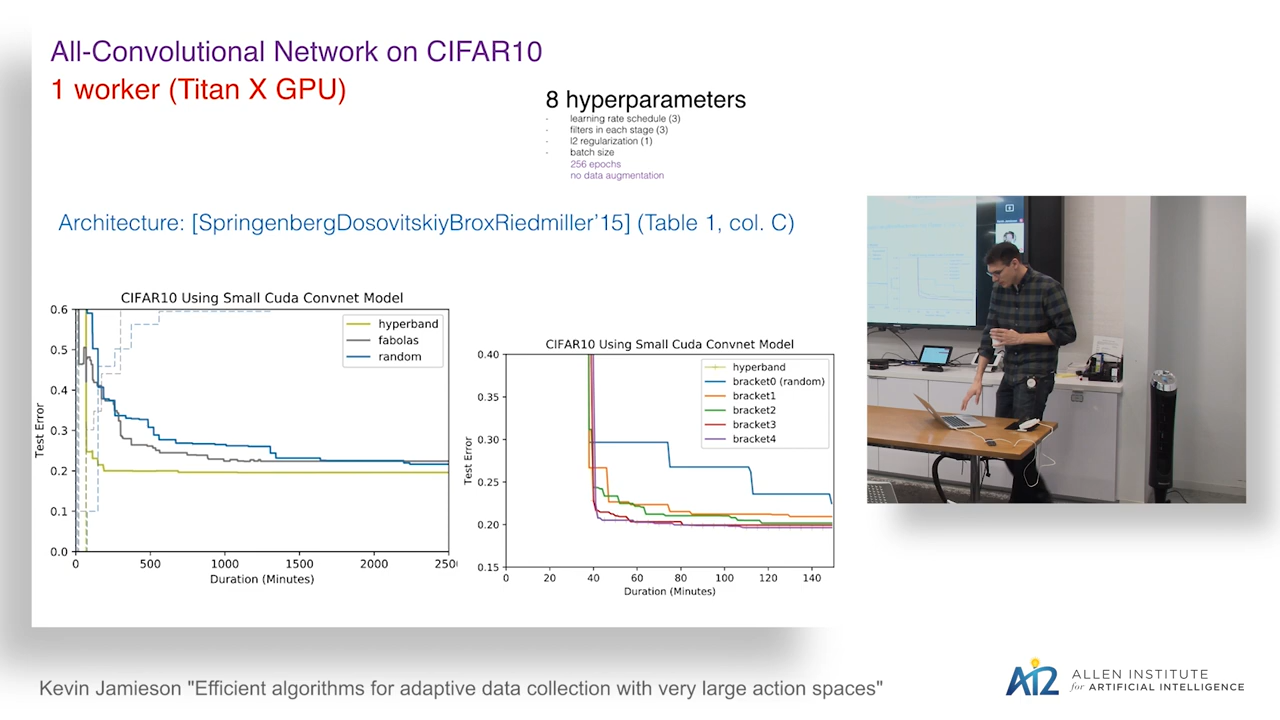 All-Convolutional Network on CIFAR10
1 worker (Titan X GPU)
8 hyperparameters
- learning rate schedule (3)
- filters in each stage (3)
- l2 regularization (1)
- batch size
256 epochs
no data augmentation
Architecture: [SpringenbergDosovitskiyBroxRiedmiller'15] (Table 1, col. C)
CIFAR10 Using Small Cuda Convnet Model
0.6
0.5
0.4
0.3
0.2
0.1
0.0
Test Error
hyperband
fabolas
random
0 500 1000 1500 2000 250
Duration (Minutes)
CIFAR10 Using Small Cuda Convnet Model
0.40
0.35
0.30
0.25
0.20
0.15
Test Error
hyperband
bracket0 (random)
bracket1
bracket2
bracket3
bracket4
0 20 40 60 80 100 120 140
Duration (Minutes)
Kevin Jamieson "Efficient algorithms for adaptive data collection with very large action spaces"
AI2
ALLEN INSTITUTE
for ARTIFICIAL INTELLIGENCE